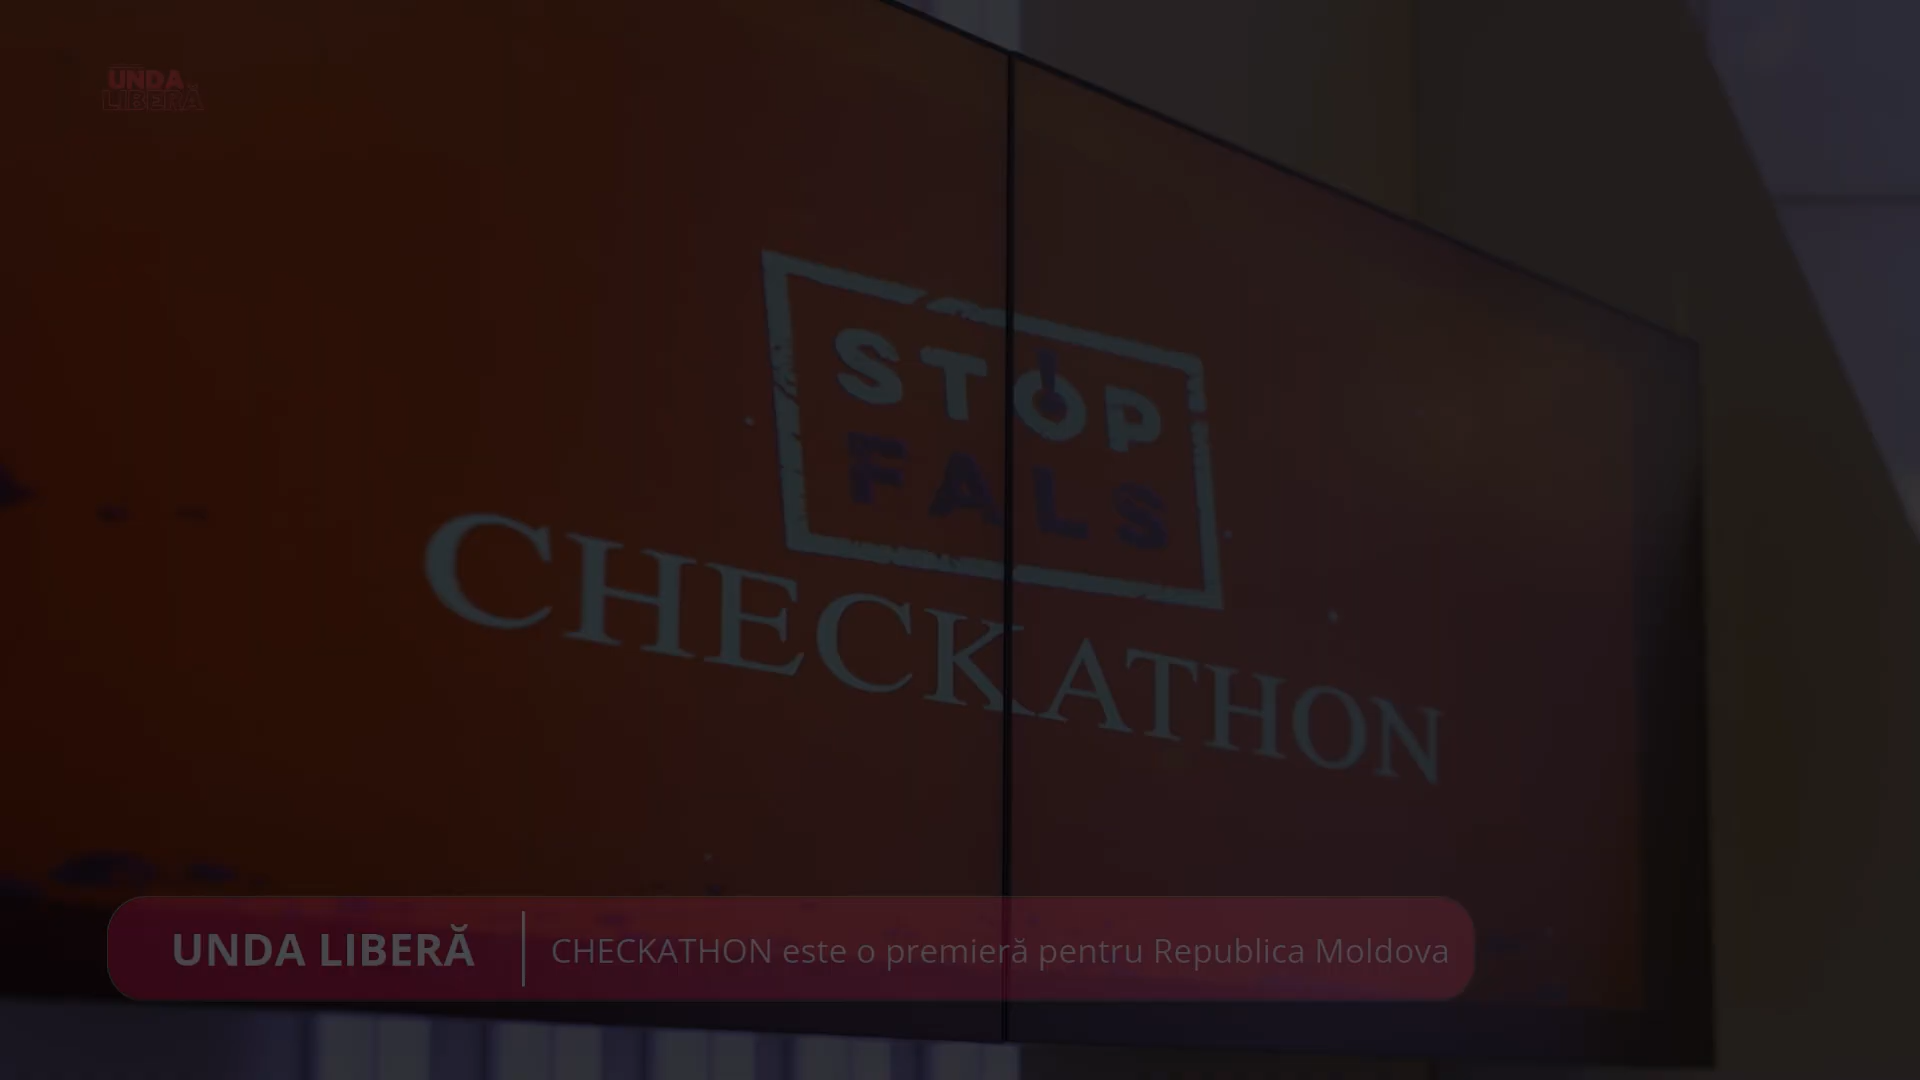 UNDA
LIBERĂ
STOP
FALS
CHECKATHON
UNDA LIBERĂ
CHECKATHON este o premieră pentru Republica Moldova